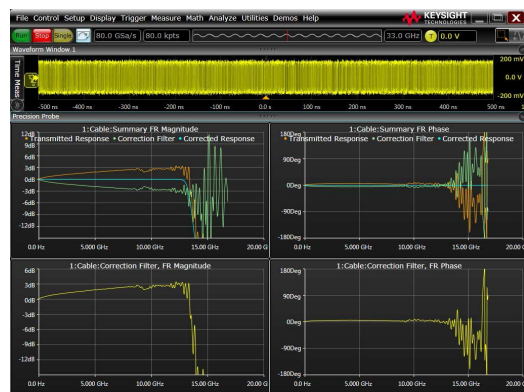 File Control Setup Display Trigger Measure Math Analyze Utilities Demos Help
KEYSIGHT
TECHNOLOGIES
Run Stop Single 80.0 GSa/s 80.0 kpts 33.0 GHz T 0.0 V
Waveform Window 1
Time Meas
200 mV
0.0 V
-200 mV
-500 ns -400 ns -300 ns -200 ns -100 ns 0.0 s 100 ns 200 ns 300 ns 400 ns 500 ns
Precision Probe
1:Cable:Summary FR Magnitude
Transmitted Response Correction Filter Corrected Response
12dB
9dB
6dB
3dB
0dB
-3dB
-6dB
-9dB
-12dB
0.0 Hz 5.000 GHz 10.00 GHz 15.00 GHz 20.00 G
1:Cable:Summary FR Phase
Transmitted Response Correction Filter Corrected Response
180Deg
90Deg
0Deg
-90Deg
-180Deg
0.0 Hz 5.000 GHz 10.00 GHz 15.00 GHz 20.00 G
1:Cable:Correction Filter, FR Magnitude
6dB
3dB
0dB
-9dB
-12dB
0.0 Hz 5.000 GHz 10.00 GHz 15.00 GHz 20.00 G
1:Cable:Correction Filter, FR Phase
180Deg
90Deg
0Deg
-90Deg
-180Deg
0.0 Hz 5.000 GHz 10.00 GHz 15.00 GHz 20.00 G